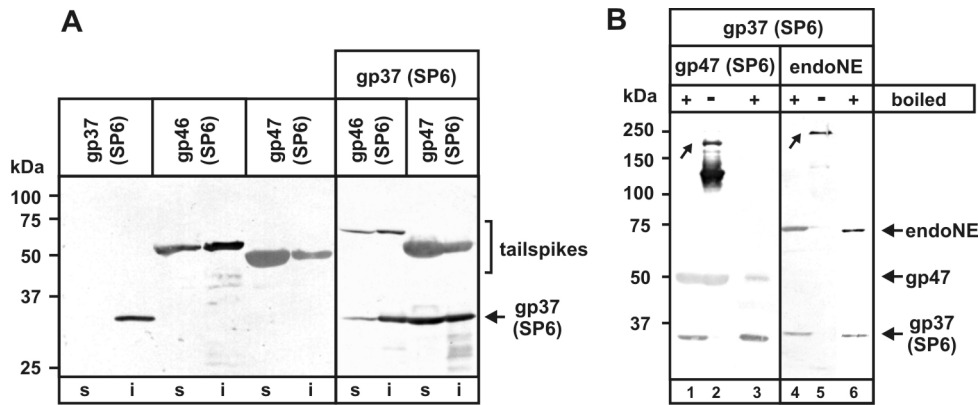 A
gp37 (SP6)
gp37 (SP6)
gp46 (SP6)
gp47 (SP6)
gp46 (SP6)
gp47 (SP6)
kDa
100
75
50
37
25
tailspikes
gp37
(SP6)
s i s i s i s i s i
B
gp37 (SP6)
gp47 (SP6) endoNE
kDa + - + + - + boiled
250
150
100
75
50
37
endoNE
gp47
gp37
(SP6)
1 2 3 4 5 6